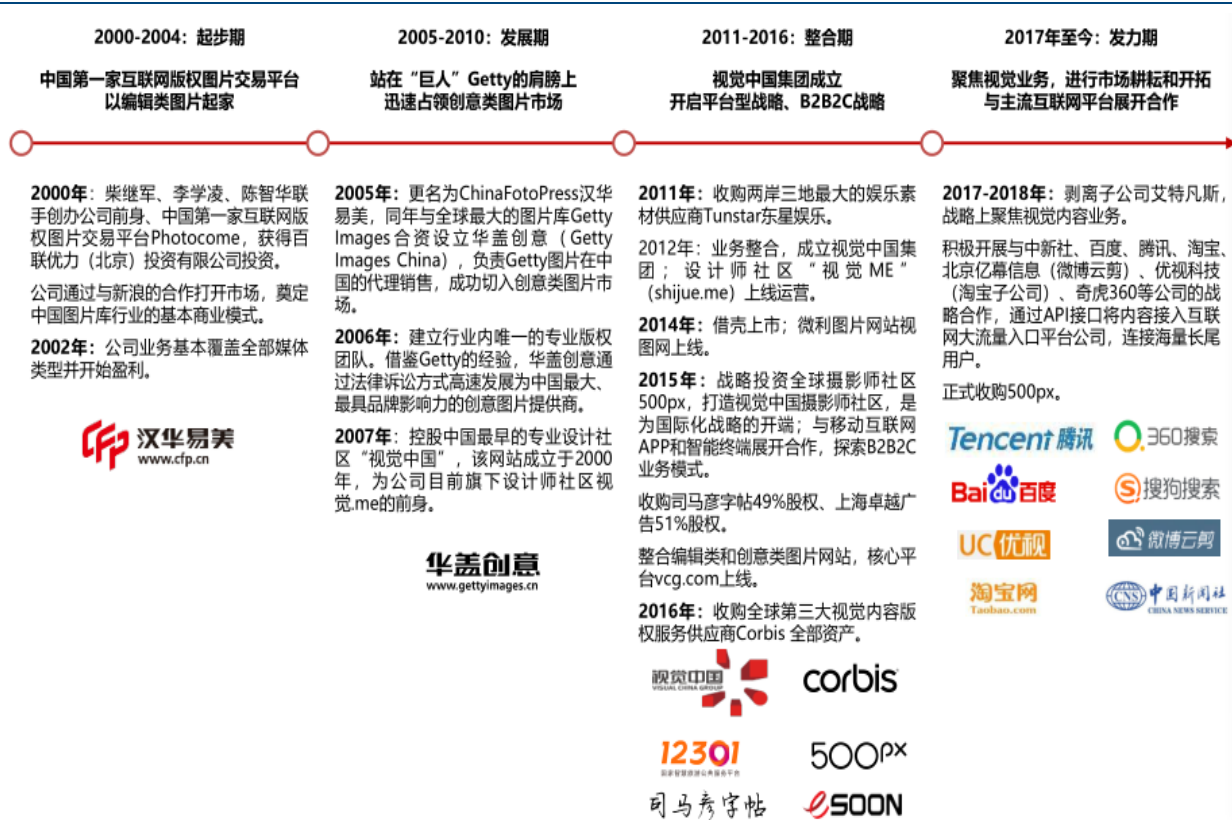 2000-2004：起步期
中国第一家互联网版权图片交易平台
以编辑类图片起家
2005-2010：发展期
站在“巨人”Getty的肩膀上
迅速占领创意类图片市场
2011-2016：整合期
视觉中国集团成立
开启平台型战略、B2B2C战略
2017年至今：发力期
聚焦视觉业务，进行市场耕耘和开拓
与主流互联网平台展开合作
2000年：柴继军、李学凌、陈智华联
手创办公司前身、中国第一家互联网版
权图片交易平台Photocome，获得百
联优力（北京）投资有限公司投资。
公司通过与新浪的合作打开市场，奠定
中国图片库行业的基本商业模式。
2002年：公司业务基本覆盖全部媒体
类型并开始盈利。
汉华易美
www.cfp.cn
2005年：更名为ChinaFotoPress汉华
易美，同年与全球最大的图片库Getty
Images合资设立华盖创意（Getty
Images China），负责Getty图片在中
国的代理销售，成功切入创意类图片市
场。
2006年：建立行业内唯一的专业版权
团队。借鉴Getty的经验，华盖创意通
过法律诉讼方式高速发展为中国最大、
最具品牌影响力的创意图片提供商。
2007年：控股中国最早的专业设计社
区“视觉中国”，该网站成立于2000
年，为公司目前旗下设计师社区视
觉.me的前身。
华盖创意
www.gettyimages.cn
2011年：收购两岸三地最大的娱乐素
材供应商Tunstar东星娱乐。
2012年：业务整合，成立视觉中国集
团；设计师社区“视觉ME”
（shijue.me）上线运营。
2014年：借壳上市；微利图片网站视
图网上线。
2015年：战略投资全球摄影师社区
500px，打造视觉中国摄影师社区，是
为国际化战略的开端；与移动互联网
APP和智能终端展开合作，探索B2B2C
业务模式。
收购司马彦字帖49%股权、上海卓越广
告51%股权。
整合编辑类和创意类图片网站，核心平
台vcg.com上线。
2016年：收购全球第三大视觉内容版
权服务供应商Corbis 全部资产。
视觉中国
VISUAL CHINA GROUP
corbis
12301
国家智慧旅游公共服务平台
500px
司马彦字帖
eSOON
2017-2018年：剥离子公司艾特凡斯，
战略上聚焦视觉内容业务。
积极开展与中新社、百度、腾讯、淘宝、
北京亿幕信息（微博云剪）、优视科技
（淘宝子公司）、奇虎360等公司的战
略合作，通过API接口将内容接入互联
网大流量入口平台公司，连接海量长尾
用户。
正式收购500px。
Tencent 腾讯
360搜索
Bai du 百度
搜狗搜索
UC优视
微博云剪
淘宝网
Taobao.com
CNS 中国新闻社
CHINA NEWS SERVICE